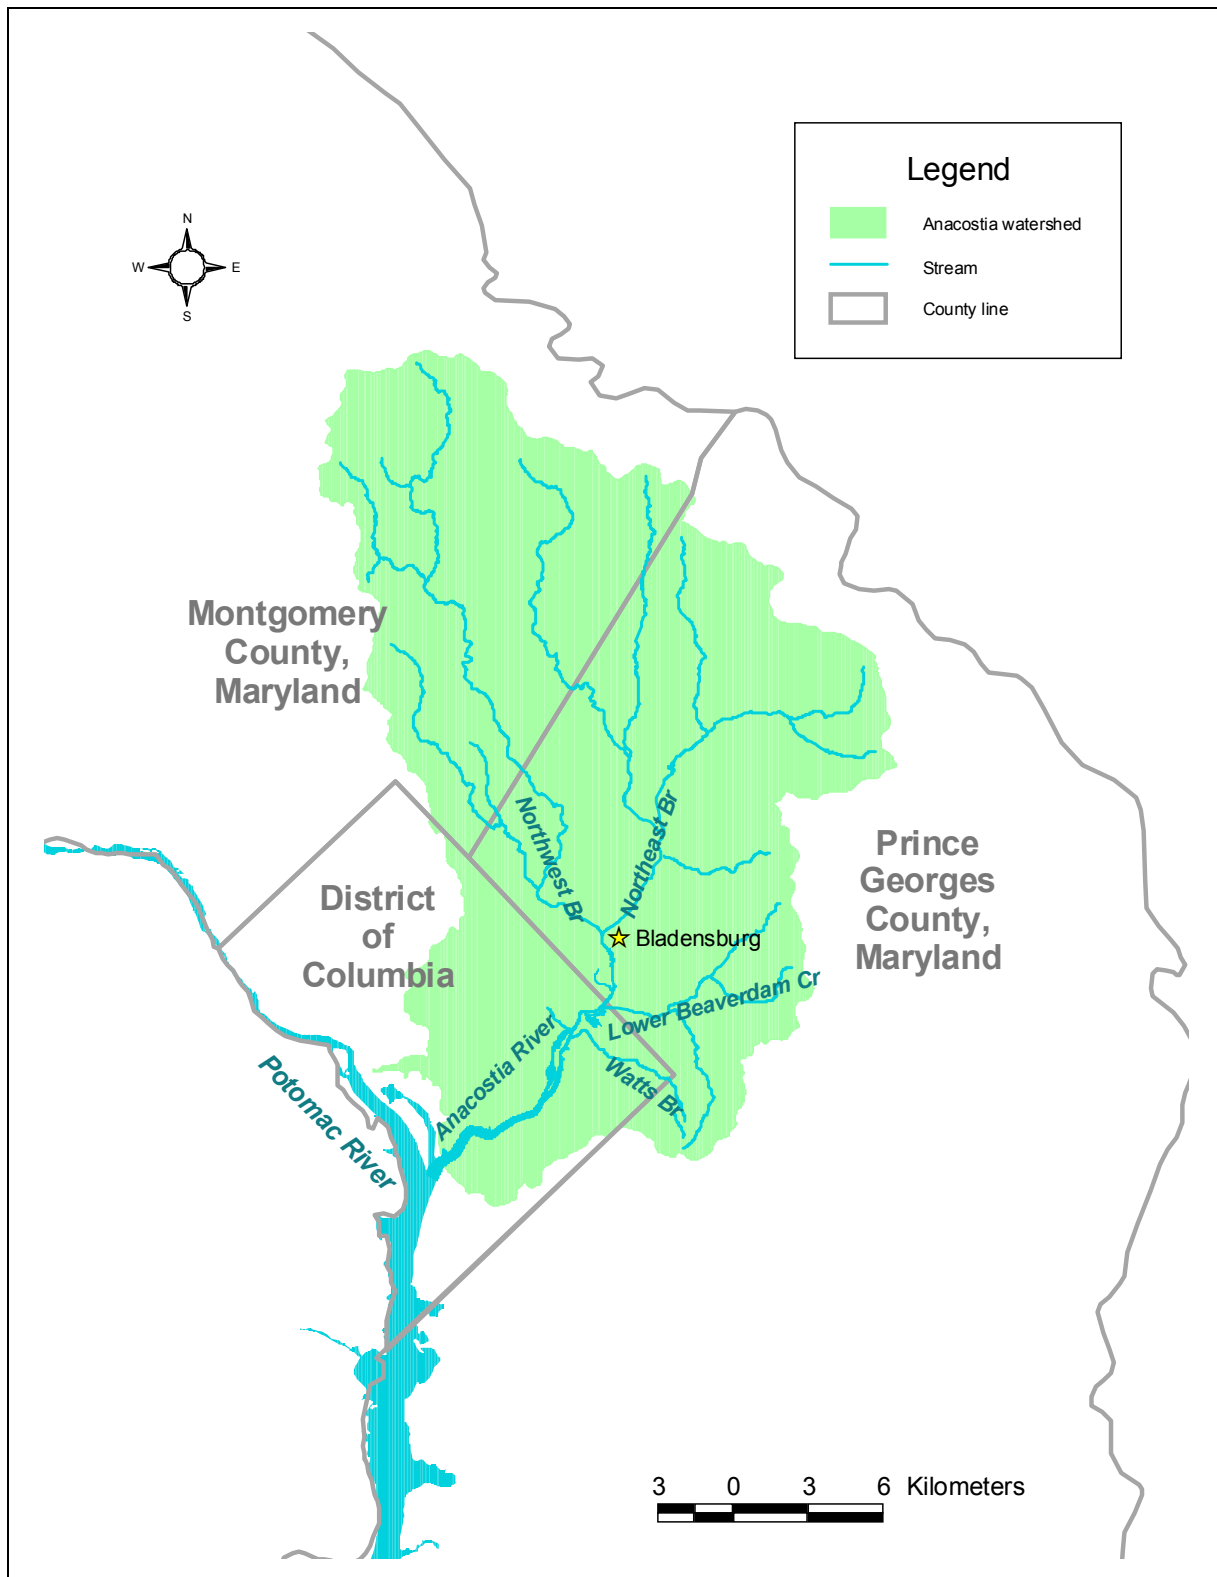 Legend
Anacostia watershed
Stream
County line
N
W
E
S
Montgomery
County,
Maryland
Northwest Br
Northeast Br
Prince
Georges
County,
Maryland
District
of
Columbia
Bladensburg
Lower Beaverdam Cr
Anacostia River
Watts Br
Potomac River
3 0 3 6 Kilometers